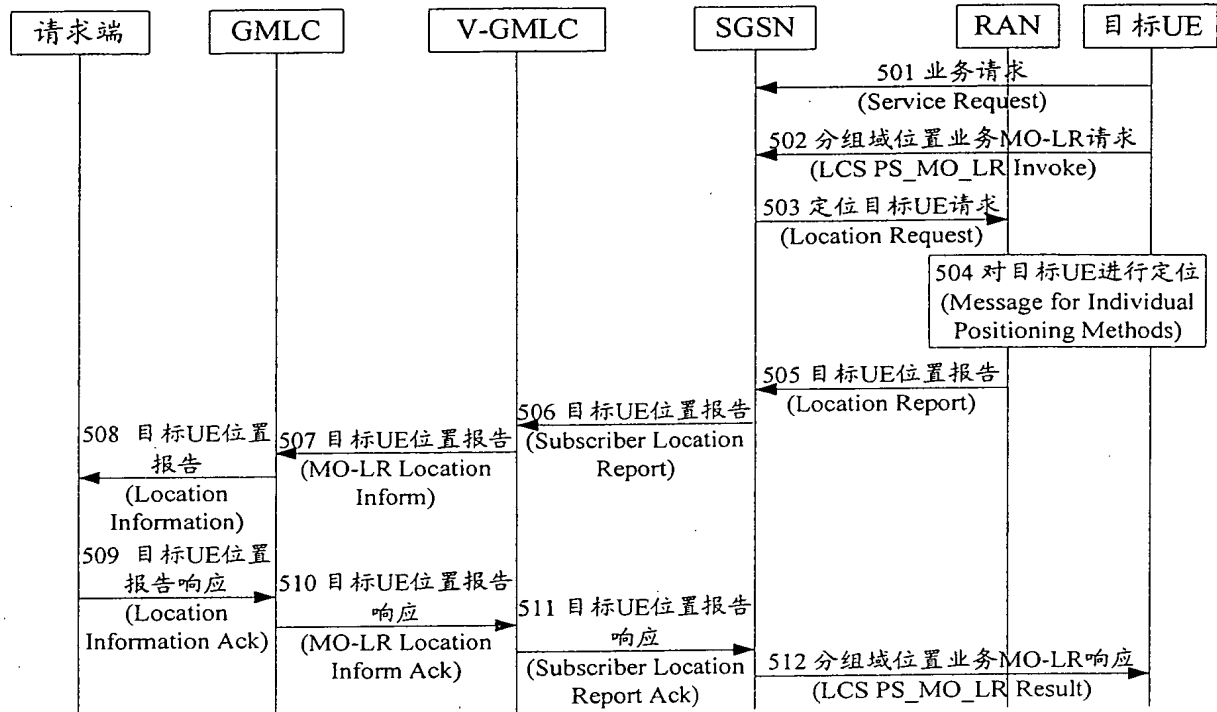 请求端
GMLC
V-GMLC
SGSN
RAN
目标UE
501 业务请求
(Service Request)
502 分组域位置业务MO-LR请求
(LCS PS_MO_LR Invoke)
503 定位目标UE请求
(Location Request)
504 对目标UE进行定位
(Message for Individual
Positioning Methods)
505 目标UE位置报告
(Location Report)
506 目标UE位置报告
(Subscriber Location
Report)
507 目标UE位置报告
(MO-LR Location
Inform)
508 目标UE位置
报告
(Location
Information)
509 目标UE位置
报告响应
(Location
Information Ack)
510 目标UE位置报告
响应
(MO-LR Location
Inform Ack)
511 目标UE位置报告
响应
(Subscriber Location
Report Ack)
512 分组域位置业务MO-LR响应
(LCS PS_MO_LR Result)